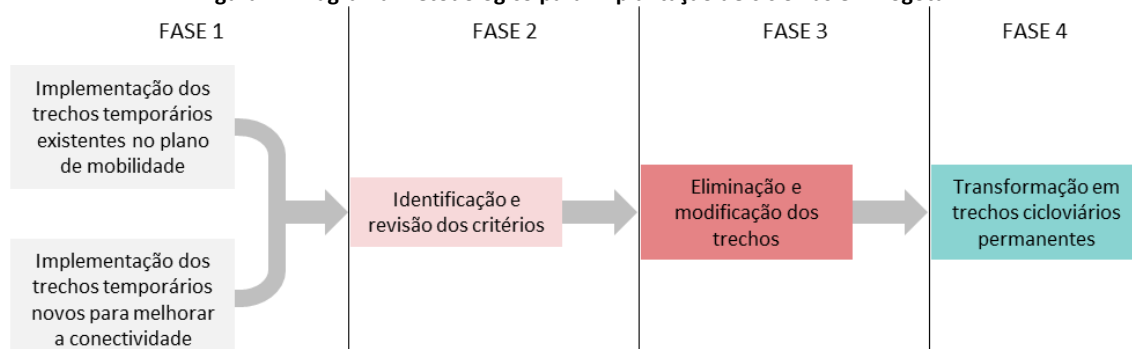 FASE 1
FASE 2
FASE 3
FASE 4
Implementação dos
trechos temporários
existentes no plano
de mobilidade
Implementação dos
trechos temporários
novos para melhorar
a conectividade
Identificação e
revisão dos critérios
Eliminação e
modificação dos
trechos
Transformação em
trechos cicloviários
permanentes